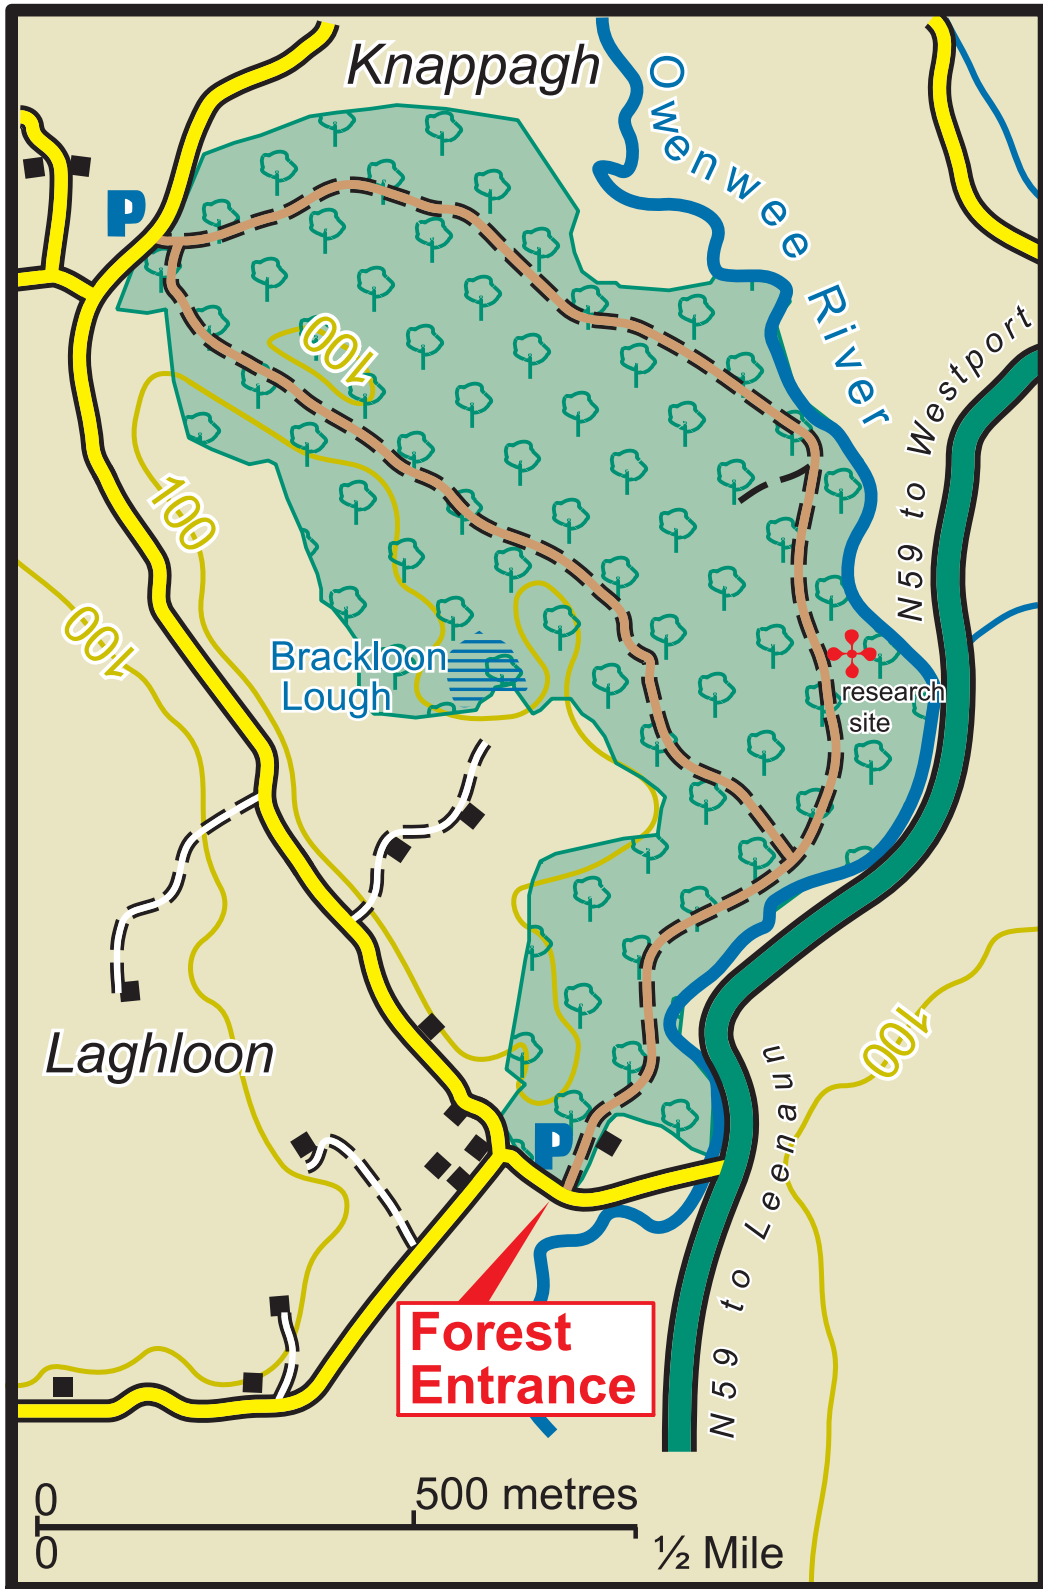 Knappagh
Owenwee River
P
100
100
100
N59 to Westport
Brackloon
Lough
research
site
Laghloon
100
P
N59 to Leenaun
Forest
Entrance
0
500 metres
0
½ Mile